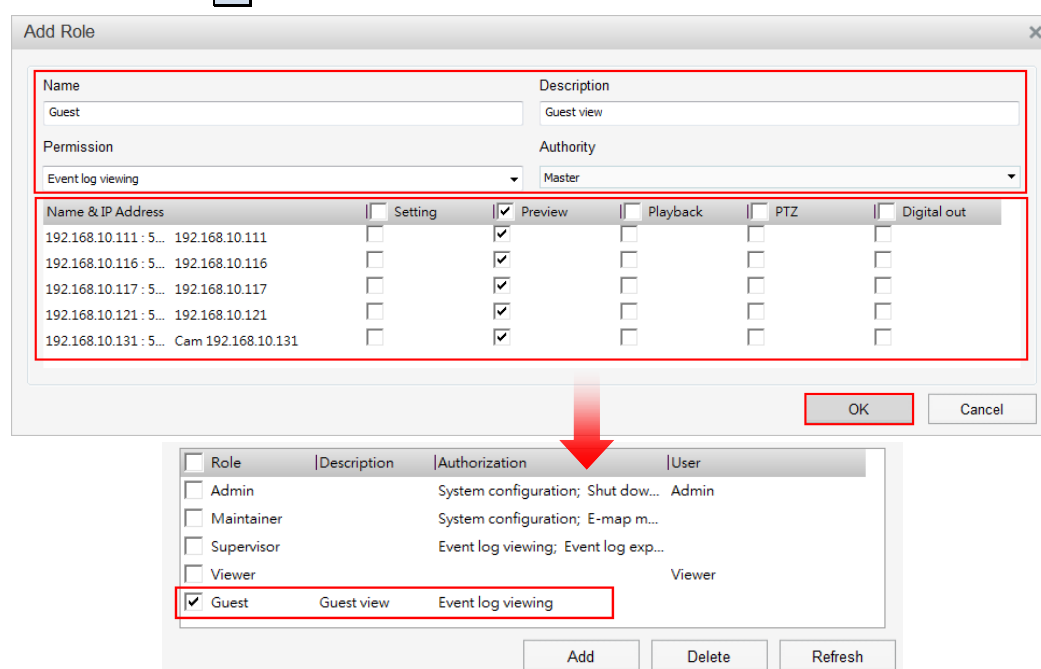 Add Role
Name Description
Guest Guest view
Permission Authority
Event log viewing Master
Name & IP Address Setting Preview Playback PTZ Digital out
192.168.10.111 : 5... 192.168.10.111
192.168.10.116 : 5... 192.168.10.116
192.168.10.117 : 5... 192.168.10.117
192.168.10.121 : 5... 192.168.10.121
192.168.10.131 : 5... Cam 192.168.10.131
OK Cancel
Role Description Authorization User
Admin System configuration; Shut dow... Admin
Maintainer System configuration; E-map m...
Supervisor Event log viewing; Event log exp...
Viewer Viewer
Guest Guest view Event log viewing
Add Delete Refresh